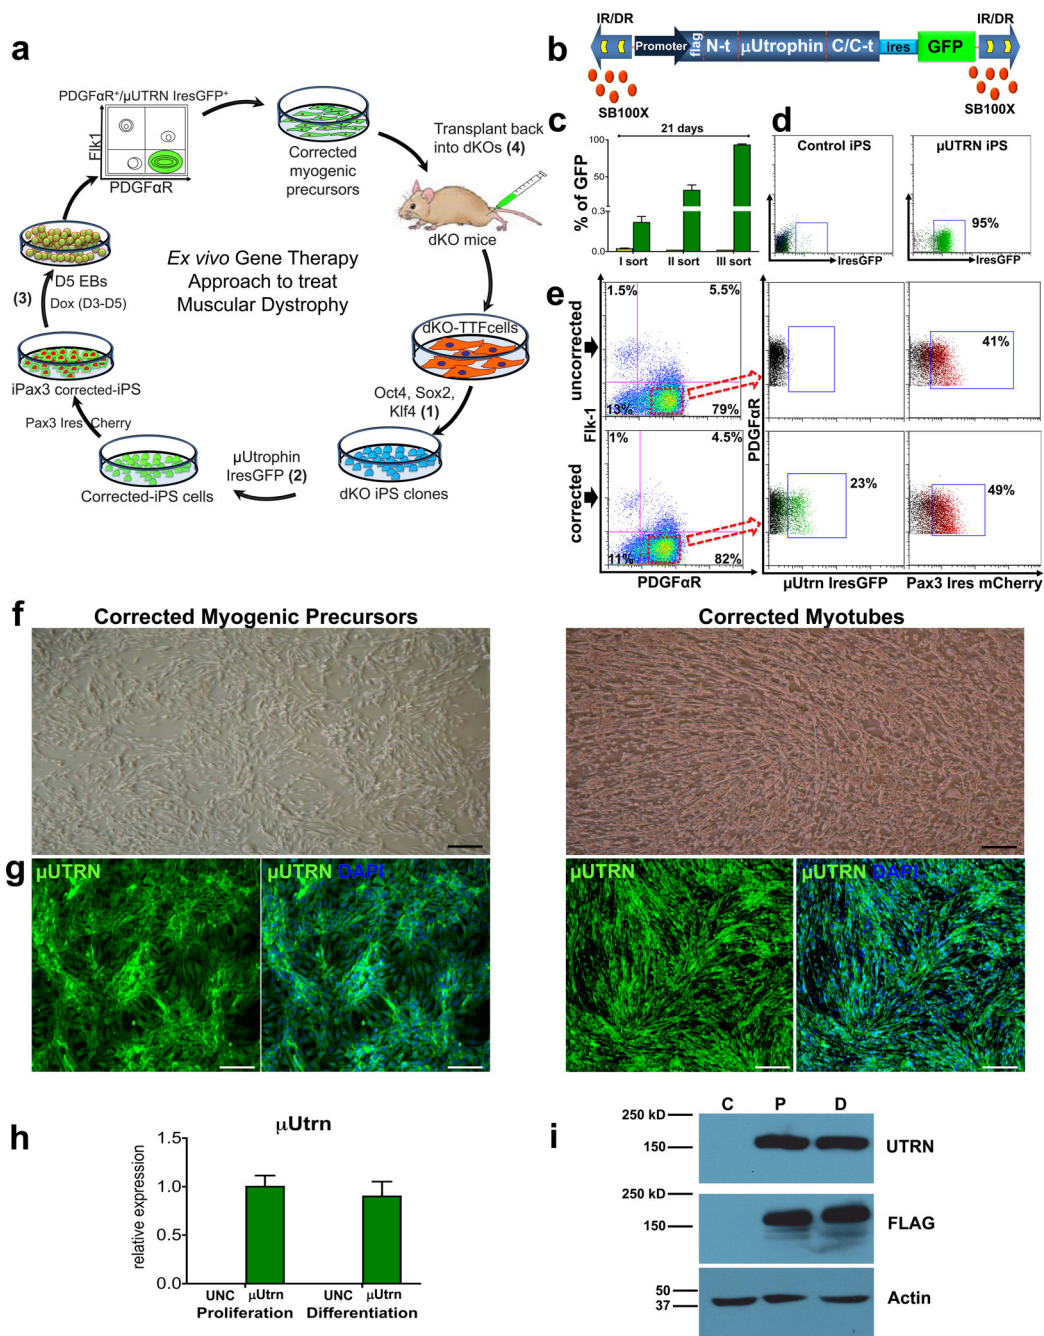 a
PDGFαR⁺/μUTRN IresGFP⁺
Flk1
PDGFαR
Corrected
myogenic
precursors
Transplant back
into dKOs (4)
dKO mice
D5 EBs
(3)
Dox (D3-D5)
Ex vivo Gene Therapy
Approach to treat
Muscular Dystrophy
dKO-TTFcells
iPax3 corrected-iPS
Oct4, Sox2,
Klf4 (1)
Pax3 Ires Cherry
μUtrophin
IresGFP (2)
Corrected-iPS cells
dKO iPS clones
b
IR/DR
IR/DR
Promoter
flag
N-t
μUtrophin
C/C-t
ires
GFP
SB100X
SB100X
c
21 days
% of GFP
100
50
0.3
0.0
I sort
II sort
III sort
d
Control iPS
μUTRN iPS
95%
IresGFP
IresGFP
e
uncorrected
1.5%
5.5%
13%
79%
41%
Flk-1
PDGFαR
corrected
1%
4.5%
11%
82%
23%
49%
PDGFαR
μUtrn IresGFP
Pax3 Ires mCherry
f
Corrected Myogenic Precursors
Corrected Myotubes
g
μUTRN
μUTRN DAPI
μUTRN
μUTRN DAPI
h
μUtrn
relative expression
1.5
1.0
0.5
0.0
UNC
μUtrn
UNC
μUtrn
Proliferation
Differentiation
i
C
P
D
250 kD
150
UTRN
250 kD
150
FLAG
50
37
Actin